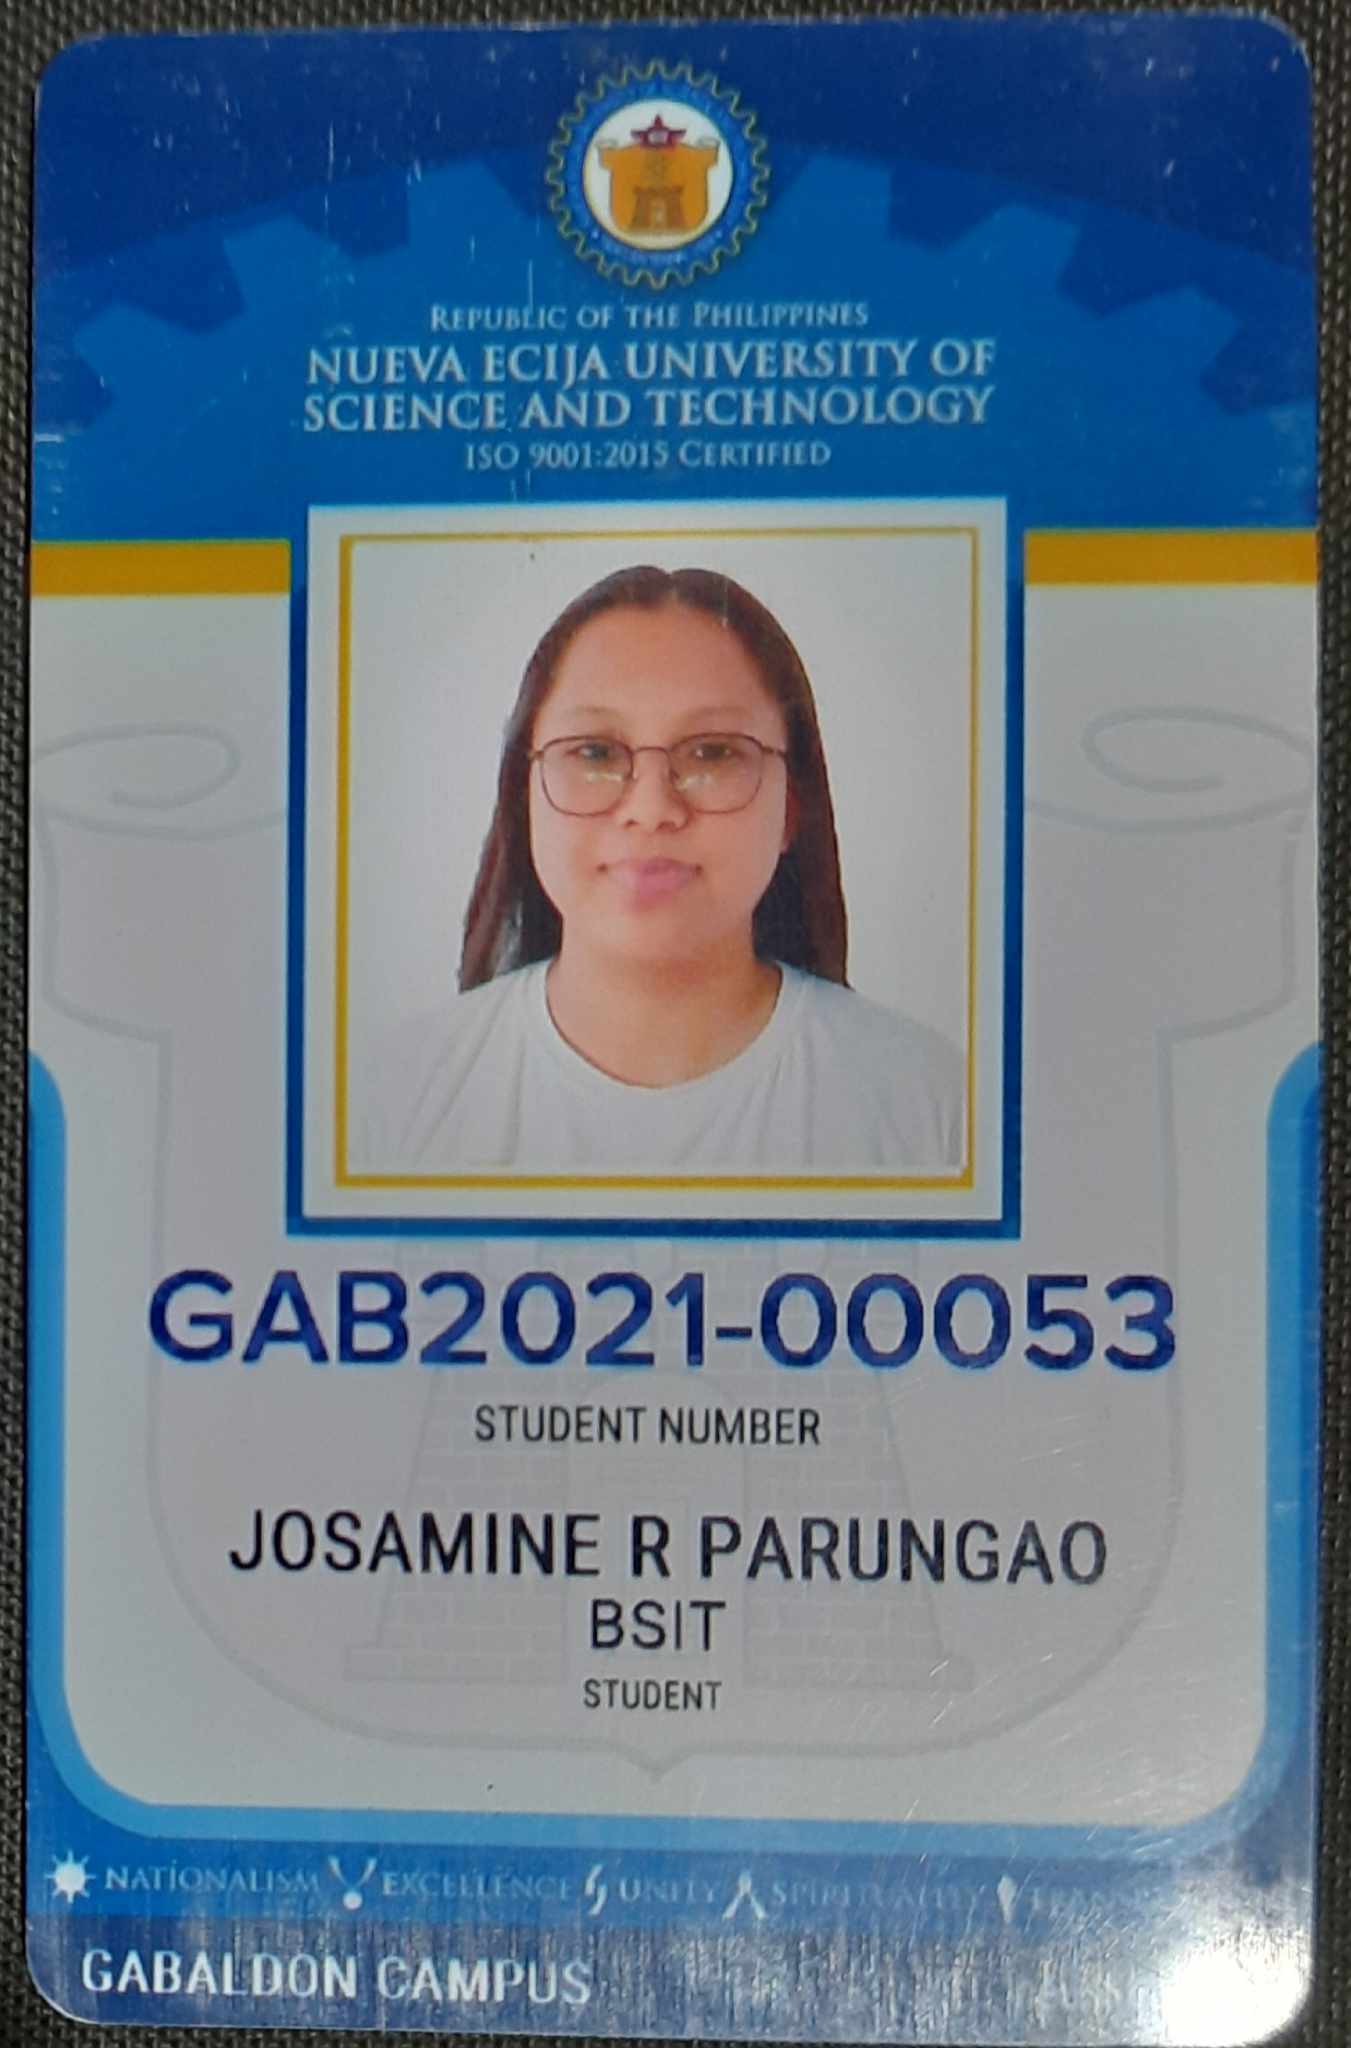 REPUBLIC OF THE PHILIPPINES
NUEVA ECIJA UNIVERSITY OF
SCIENCE AND TECHNOLOGY
ISO 9001:2015 CERTIFIED
GAB2021-00053
STUDENT NUMBER
JOSAMINE R PARUNGAO
BSIT
STUDENT
NATIONALISM EXCELLENCE UNITY SPIRITUALITY
GABALDON CAMPUS